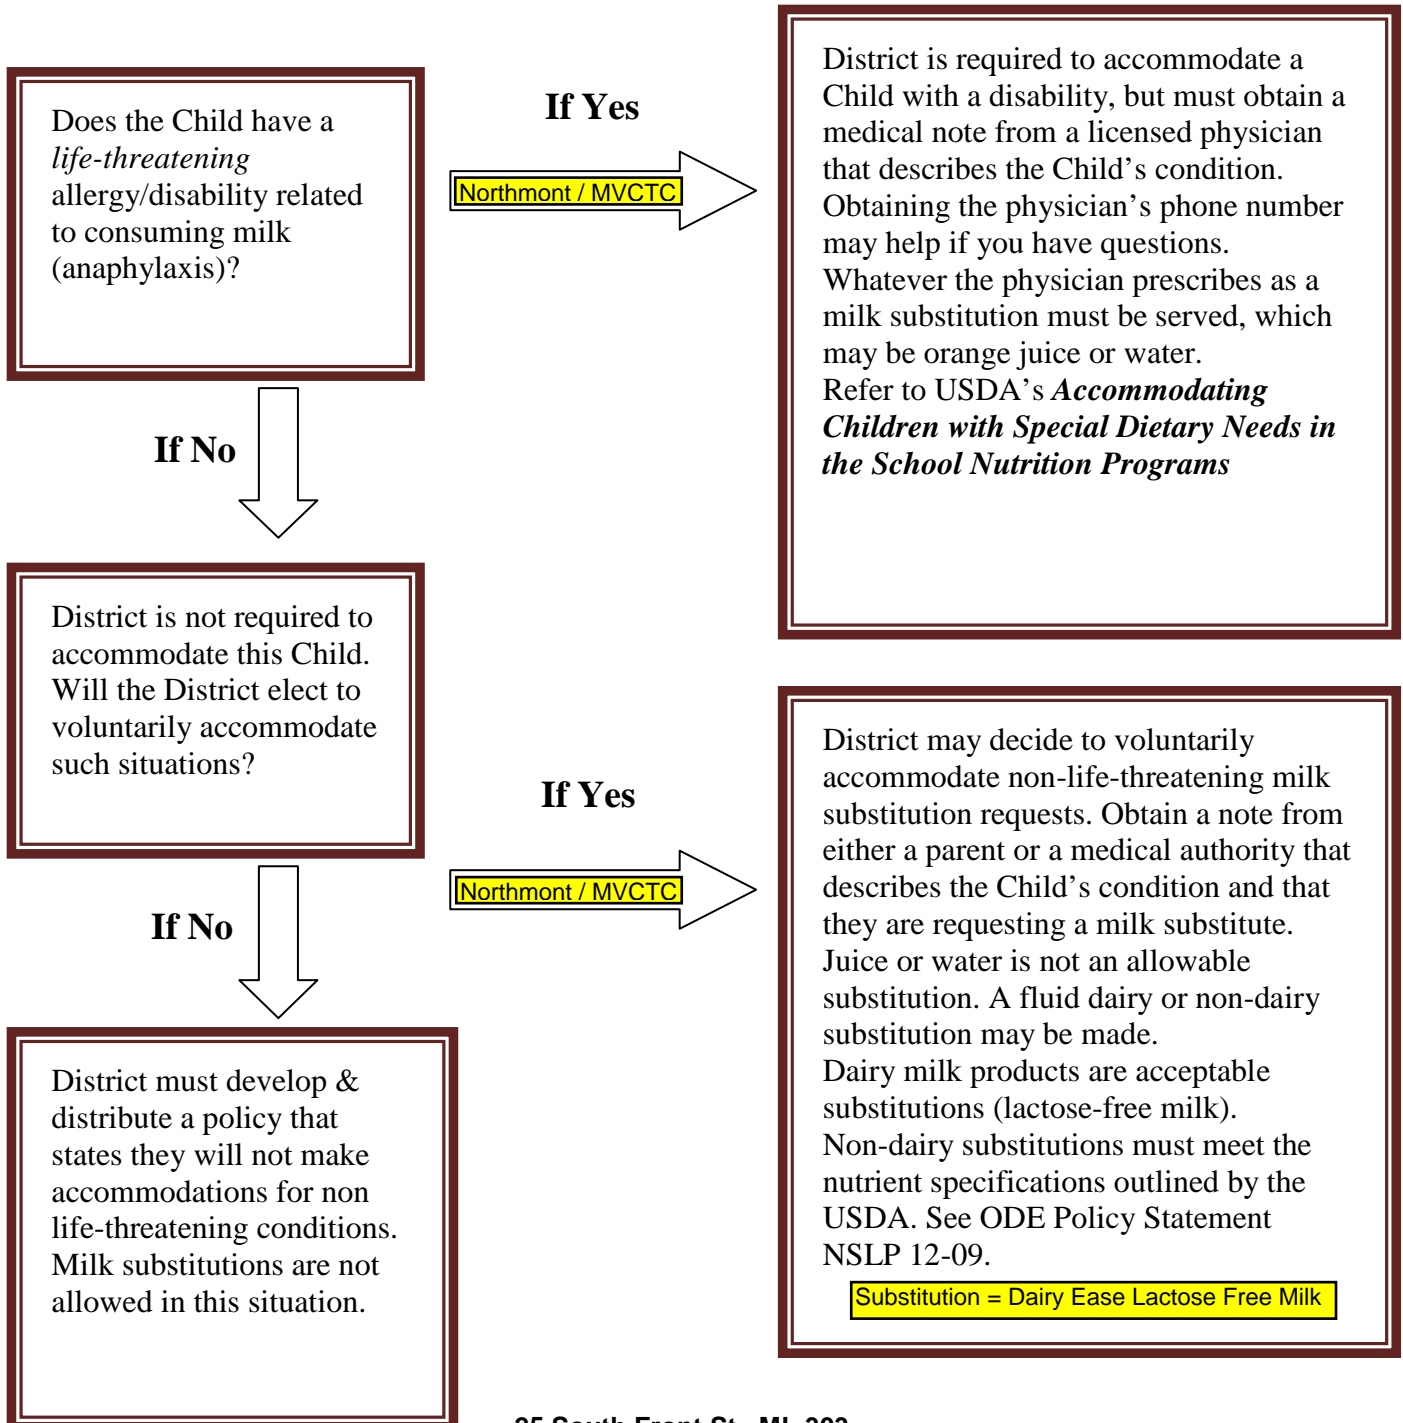 Does the Child have a
life-threatening
allergy/disability related
to consuming milk
(anaphylaxis)?
If Yes
Northmont / MVCTC
District is required to accommodate a
Child with a disability, but must obtain a
medical note from a licensed physician
that describes the Child’s condition.
Obtaining the physician’s phone number
may help if you have questions.
Whatever the physician prescribes as a
milk substitution must be served, which
may be orange juice or water.
Refer to USDA’s Accommodating
Children with Special Dietary Needs in
the School Nutrition Programs
If No
District is not required to
accommodate this Child.
Will the District elect to
voluntarily accommodate
such situations?
If Yes
Northmont / MVCTC
District may decide to voluntarily
accommodate non-life-threatening milk
substitution requests. Obtain a note from
either a parent or a medical authority that
describes the Child’s condition and that
they are requesting a milk substitute.
Juice or water is not an allowable
substitution. A fluid dairy or non-dairy
substitution may be made.
Dairy milk products are acceptable
substitutions (lactose-free milk).
Non-dairy substitutions must meet the
nutrient specifications outlined by the
USDA. See ODE Policy Statement
NSLP 12-09.
Substitution = Dairy Ease Lactose Free Milk
If No
District must develop &
distribute a policy that
states they will not make
accommodations for non
life-threatening conditions.
Milk substitutions are not
allowed in this situation.
25 South Front St., ML 303